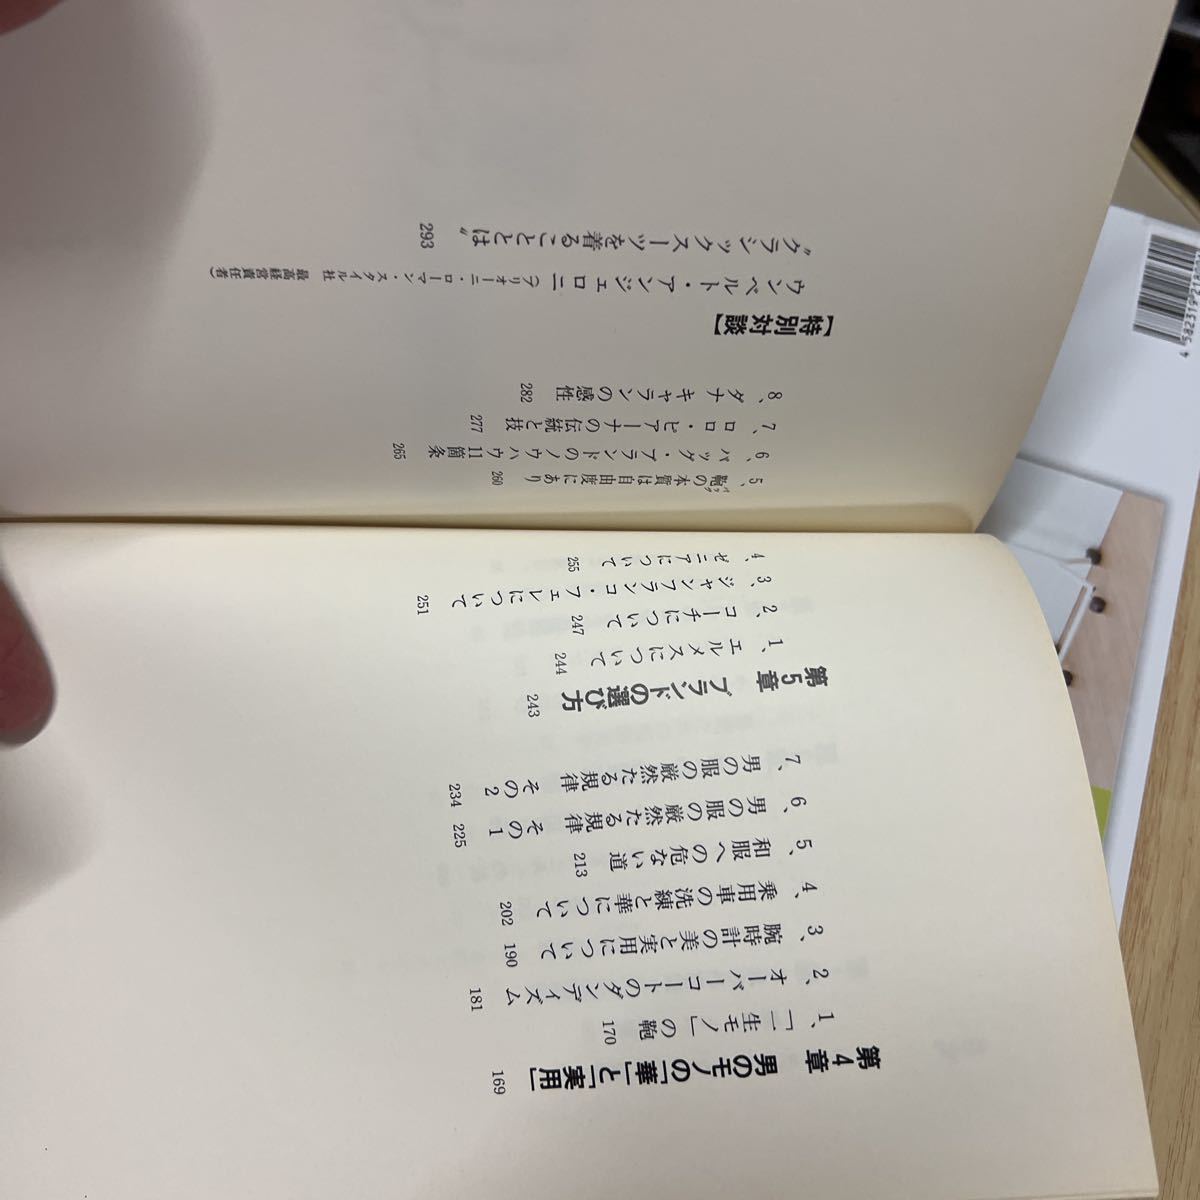 第4章　男のモノの「華」と「実用」　169
1、「一生モノ」の鞄　170
2、オーバーコートのダンディズム　181
3、腕時計の美と実用について　190
4、乗用車の洗練と華について　202
5、和服への危ない道　213
6、男の服の厳然たる規律　その1　225
7、男の服の厳然たる規律　その2　234
第5章　ブランドの選び方　243
1、エルメスについて　244
2、コーチについて　247
3、ジャンフランコ・フェレについて　251
4、ゼニアについて　255
5、鞄の本質は自由度にあり　260
6、バッグ・ブランドのノウハウ11箇条　265
7、ロロ・ピアーナの伝統と技　277
8、ダナ キャランの感性　282
【特別対談】
ウンベルト・アンジェローニ（ブリオーニ・ローマン・スタイル社　最高経営責任者）
〝クラシックスーツを着ることとは〟　293